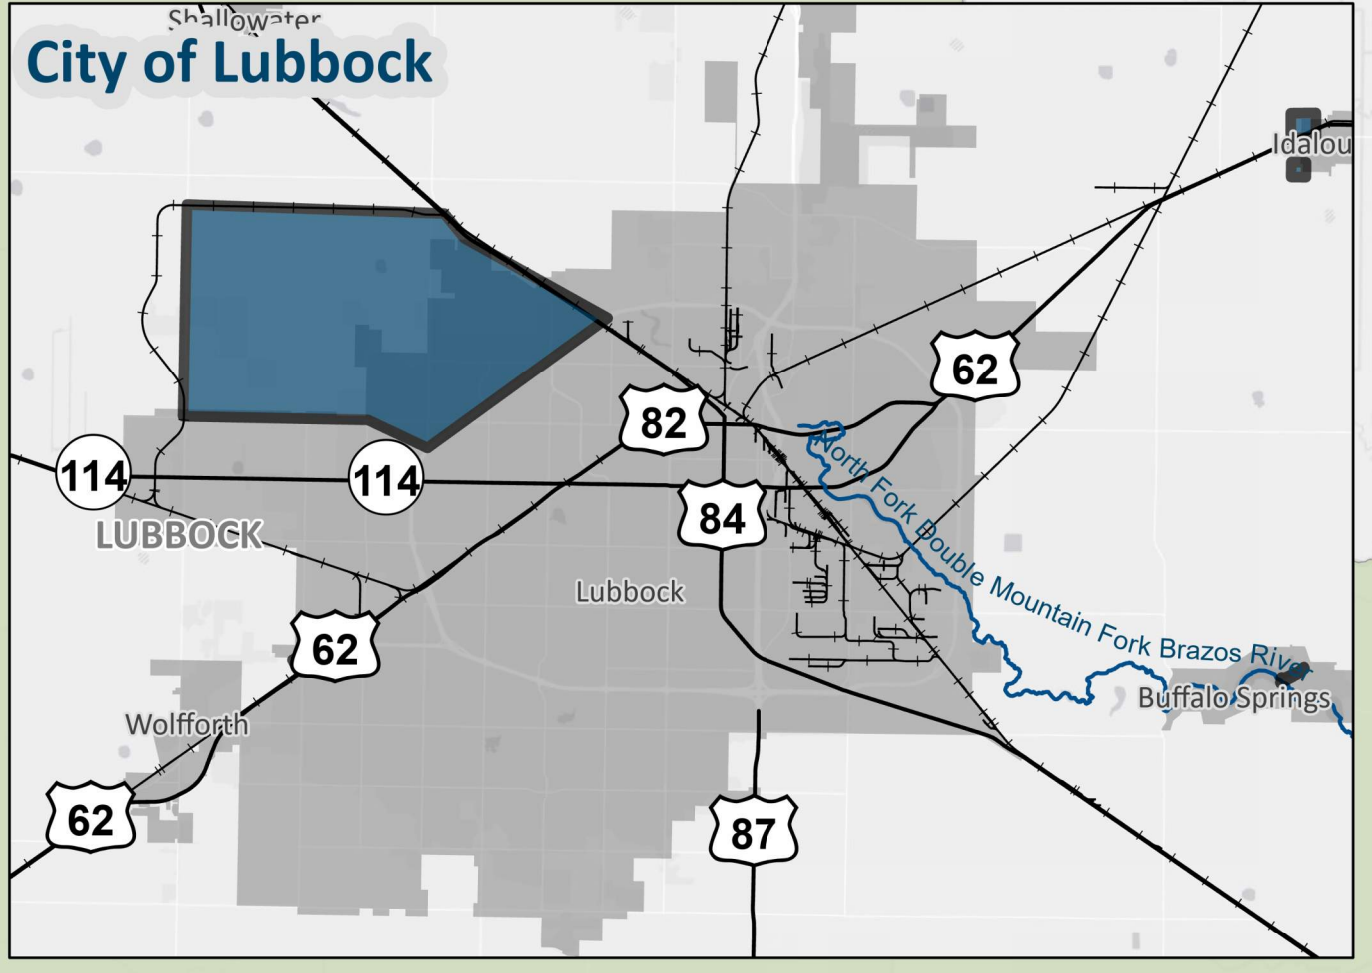 Shallowater
City of Lubbock
Idalou
62
82
North Fork Double Mountain Fork Brazos River
114
114
84
LUBBOCK
Lubbock
62
Buffalo Springs
Wolfforth
62
87